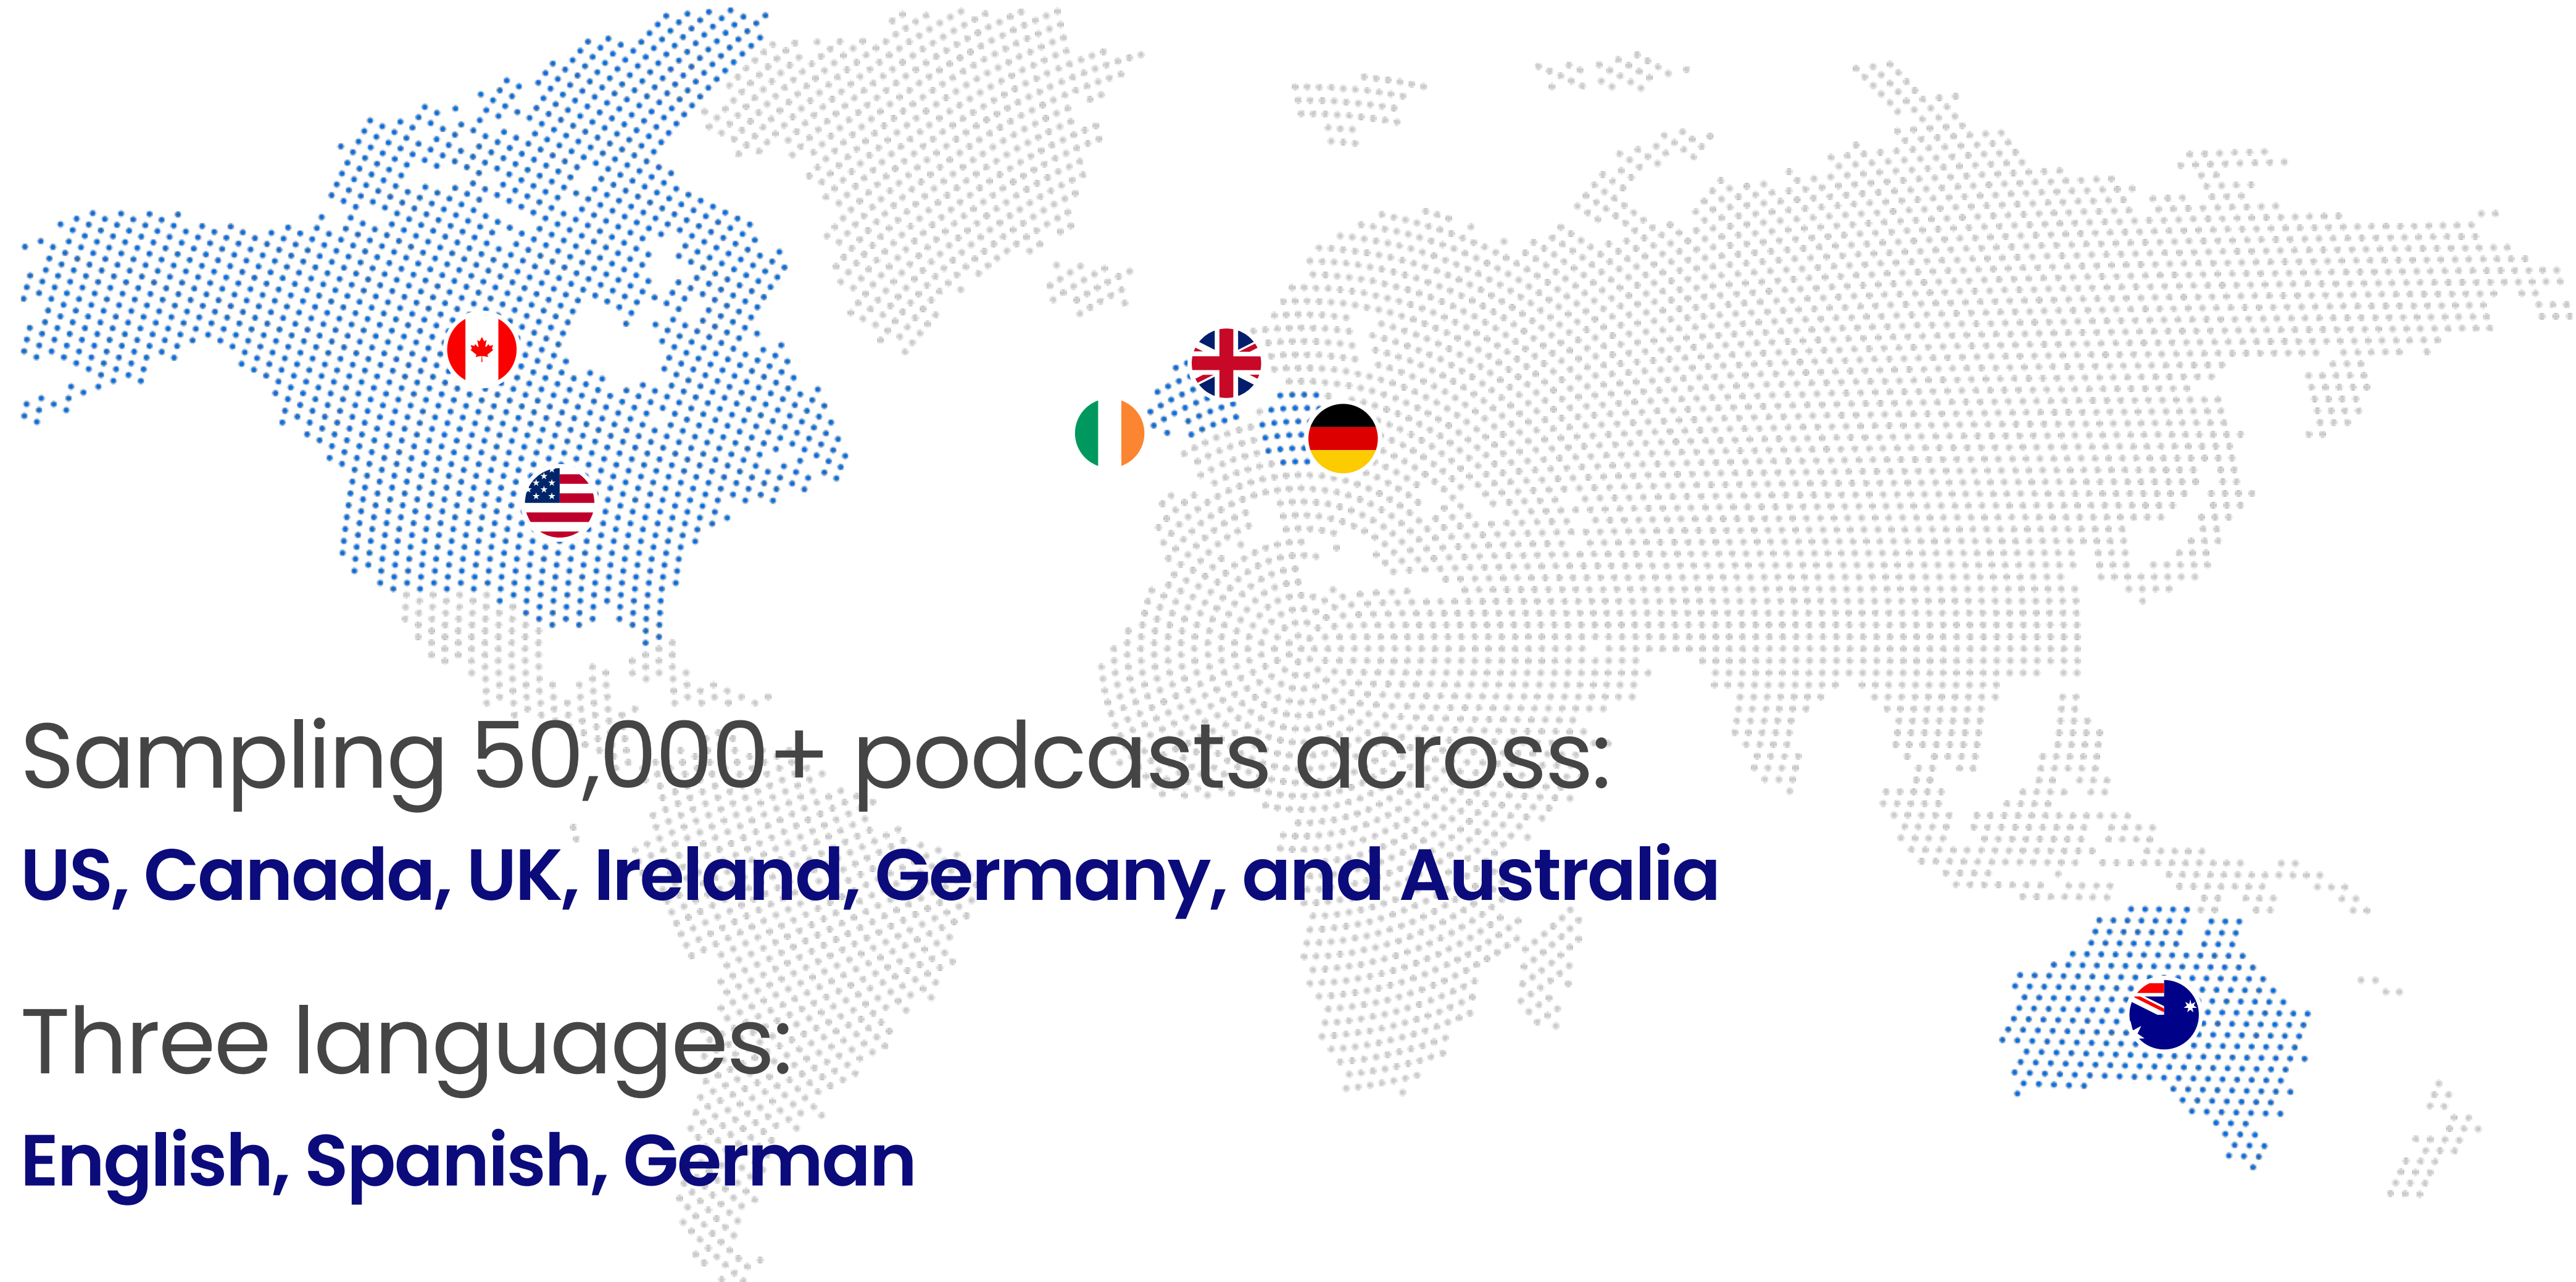 Sampling 50,000+ podcasts across:
US, Canada, UK, Ireland, Germany, and Australia
Three languages:
English, Spanish, German